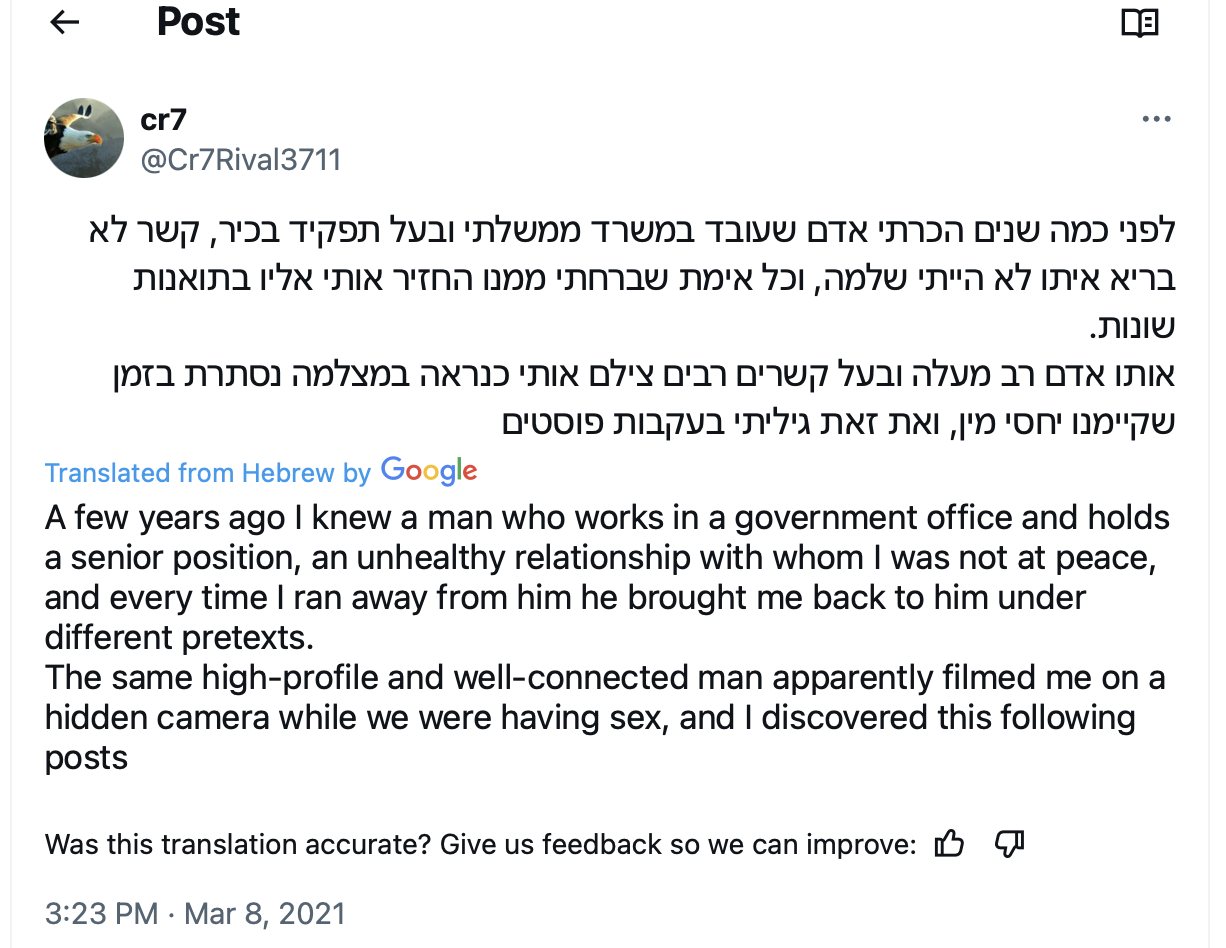 Post
cr7
@Cr7Rival3711
לפני כמה שנים הכרתי אדם שעובד במשרד ממשלתי ובעל תפקיד בכיר, קשר לא
בריא איתו לא הייתי שלמה, וכל אימת שברחתי ממנו החזיר אותי אליו בתואנות
שונות.
אותו אדם רב מעלה ובעל קשרים רבים צילם אותי כנראה במצלמה נסתרת בזמן
שקיימנו יחסי מין, ואת זאת גיליתי בעקבות פוסטים
Translated from Hebrew by Google
A few years ago I knew a man who works in a government office and holds
a senior position, an unhealthy relationship with whom I was not at peace,
and every time I ran away from him he brought me back to him under
different pretexts.
The same high-profile and well-connected man apparently filmed me on a
hidden camera while we were having sex, and I discovered this following
posts
Was this translation accurate? Give us feedback so we can improve:
3:23 PM · Mar 8, 2021